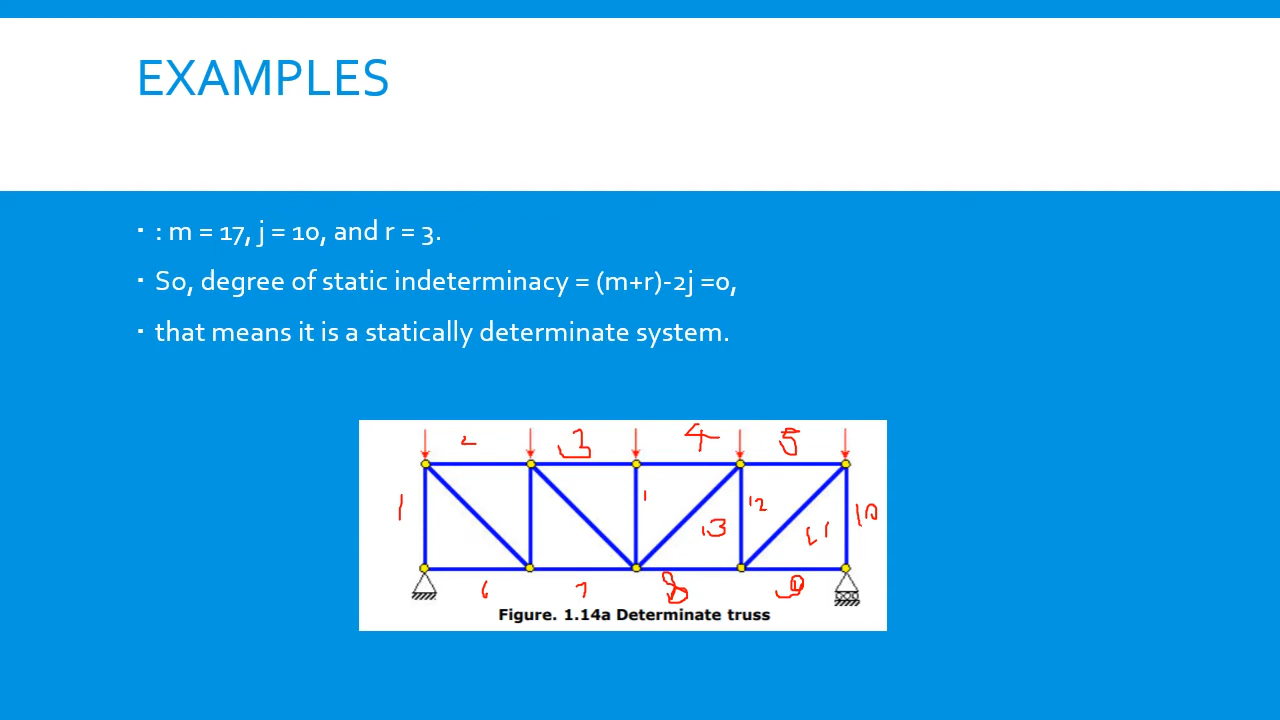 EXAMPLES
: m = 17, j = 10, and r = 3.
So, degree of static indeterminacy = (m+r)-2j =0,
that means it is a statically determinate system.
2 3 4 5
1 1 12 10
13 11
6 7 8 9
Figure. 1.14a Determinate truss